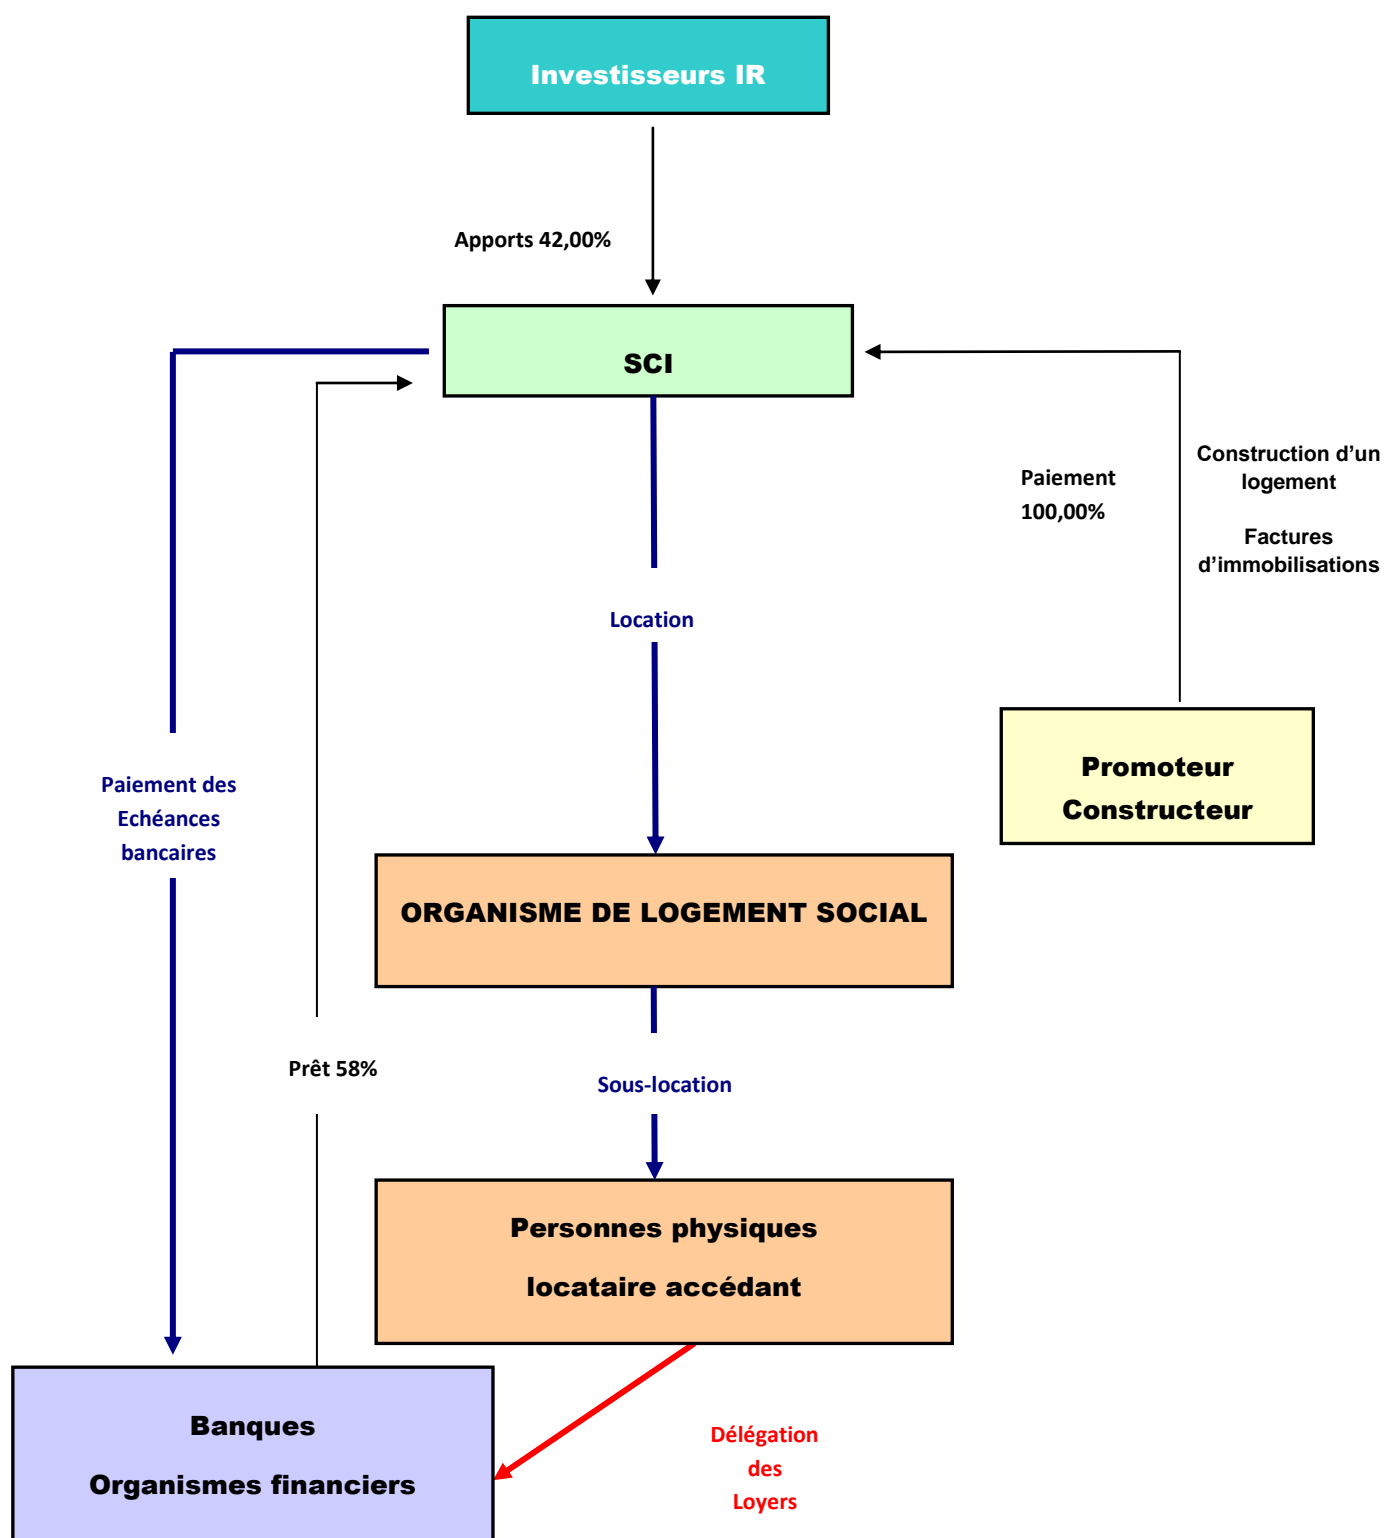 Investisseurs IR
Apports 42,00%
SCI
Construction d’un
logement
Factures
d’immobilisations
Paiement
100,00%
Location
Promoteur
Constructeur
Paiement des
Echéances
bancaires
ORGANISME DE LOGEMENT SOCIAL
Prêt 58%
Sous-location
Personnes physiques
locataire accédant
Banques
Organismes financiers
Délégation
des
Loyers